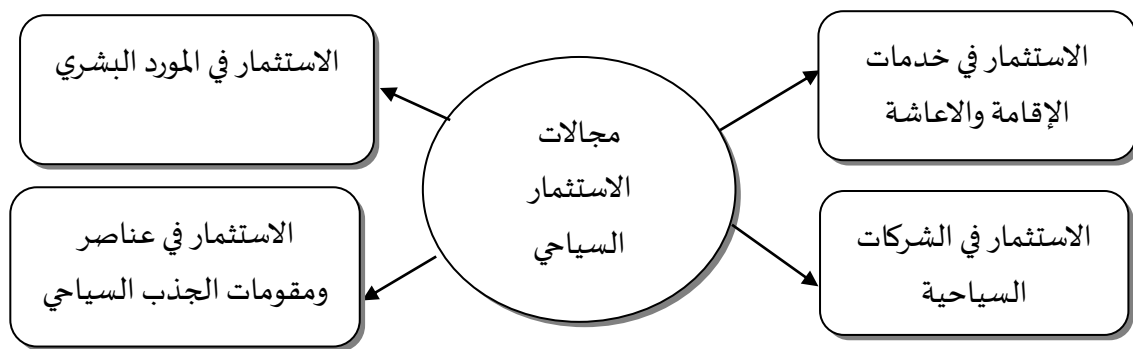 الاستثمار في خدمات
الإقامة والاعاشة
الاستثمار في المورد البشري
مجالات
الاستثمار
السياحي
الاستثمار في الشركات
السياحية
الاستثمار في عناصر
ومقومات الجذب السياحي